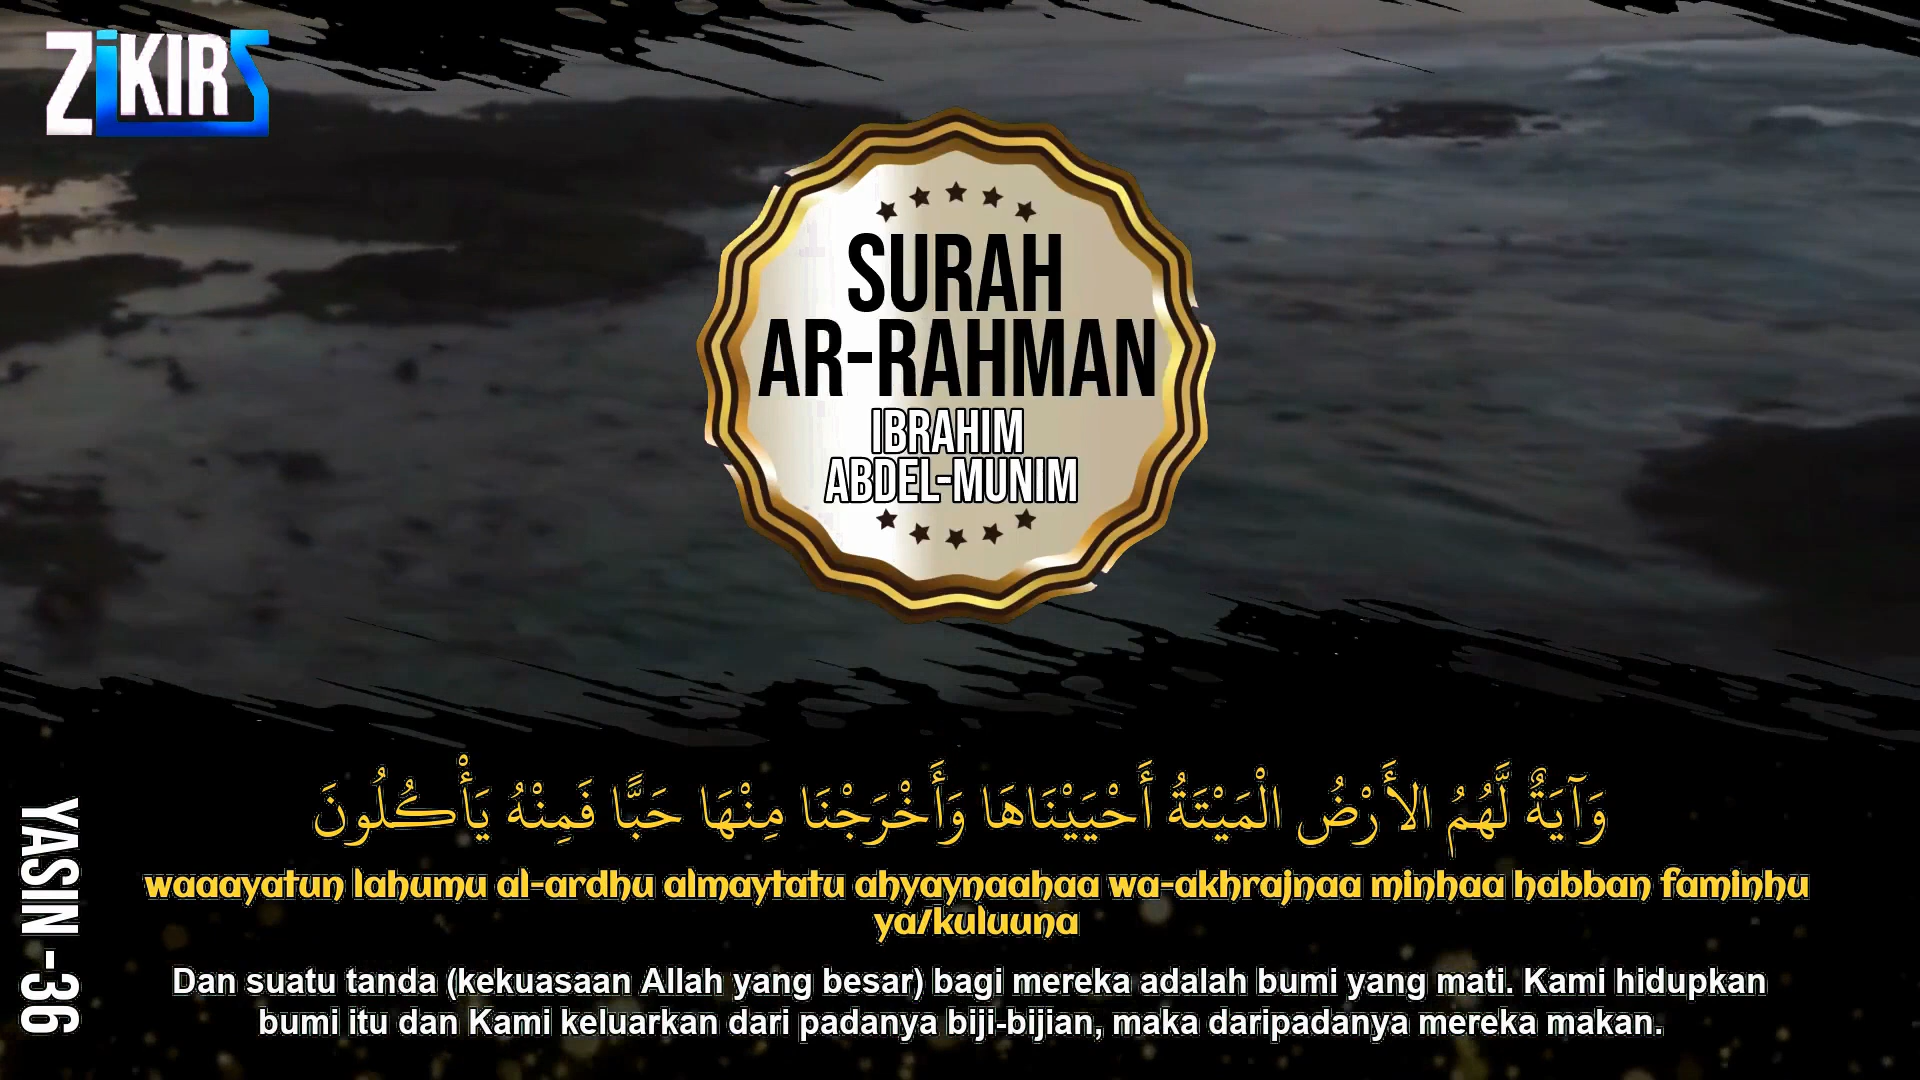 ZiKIRS
SURAH
AR-RAHMAN
IBRAHIM
ABDEL-MUNIM
وَآيَةٌ لَّهُمُ الأَرْضُ الْمَيْتَةُ أَحْيَيْنَاهَا وَأَخْرَجْنَا مِنْهَا حَبًّا فَمِنْهُ يَأْكُلُونَ
waaayatun lahumu al-ardhu almaytatu ahyaynaahaa wa-akhrajnaa minhaa habban faminhu
ya/kuluuna
Dan suatu tanda (kekuasaan Allah yang besar) bagi mereka adalah bumi yang mati. Kami hidupkan
bumi itu dan Kami keluarkan dari padanya biji-bijian, maka daripadanya mereka makan.
YASIN -36